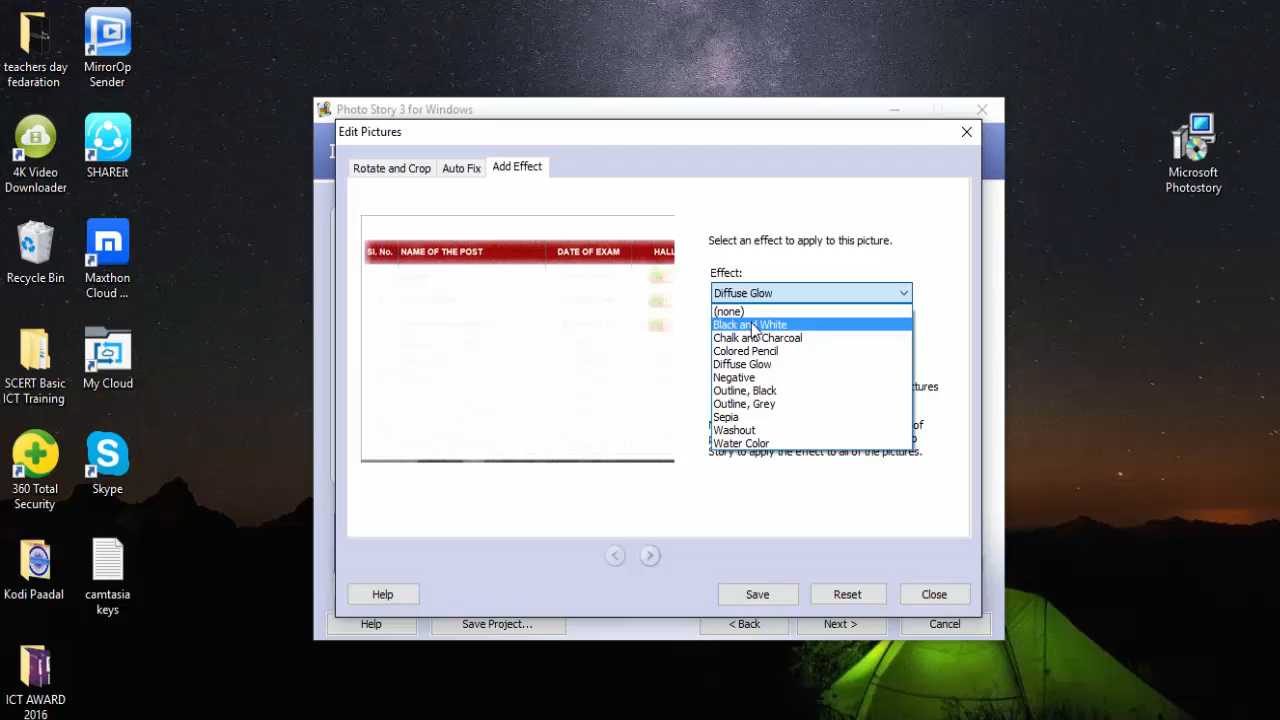 teachers day
fedaration
MirrorOp
Sender
4K Video
Downloader
SHAREit
Recycle Bin
Maxthon
Cloud ...
SCERT Basic
ICT Training
My Cloud
360 Total
Security
Skype
Kodi Paadal
camtasia
keys
ICT AWARD
2016
Microsoft
Photostory
Photo Story 3 for Windows
Edit Pictures
Rotate and Crop
Auto Fix
Add Effect
SI. No.
NAME OF THE POST
DATE OF EXAM
HALL
Select an effect to apply to this picture.
Effect:
Diffuse Glow
(none)
Black and White
Chalk and Charcoal
Colored Pencil
Diffuse Glow
Negative
Outline, Black
Outline, Grey
Sepia
Washout
Water Color
of
Story to apply the effect to all of the pictures.
Help
Save
Reset
Close
Help
Save Project...
< Back
Next >
Cancel